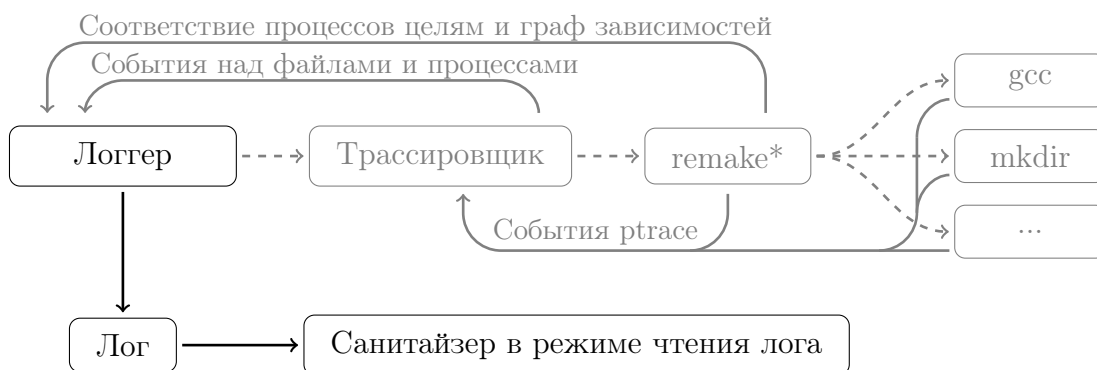 Соответствие процессов целям и граф зависимостей
События над файлами и процессами
gcc
Логгер
Трассировщик
remake*
mkdir
События ptrace
...
Лог
Санитайзер в режиме чтения лога